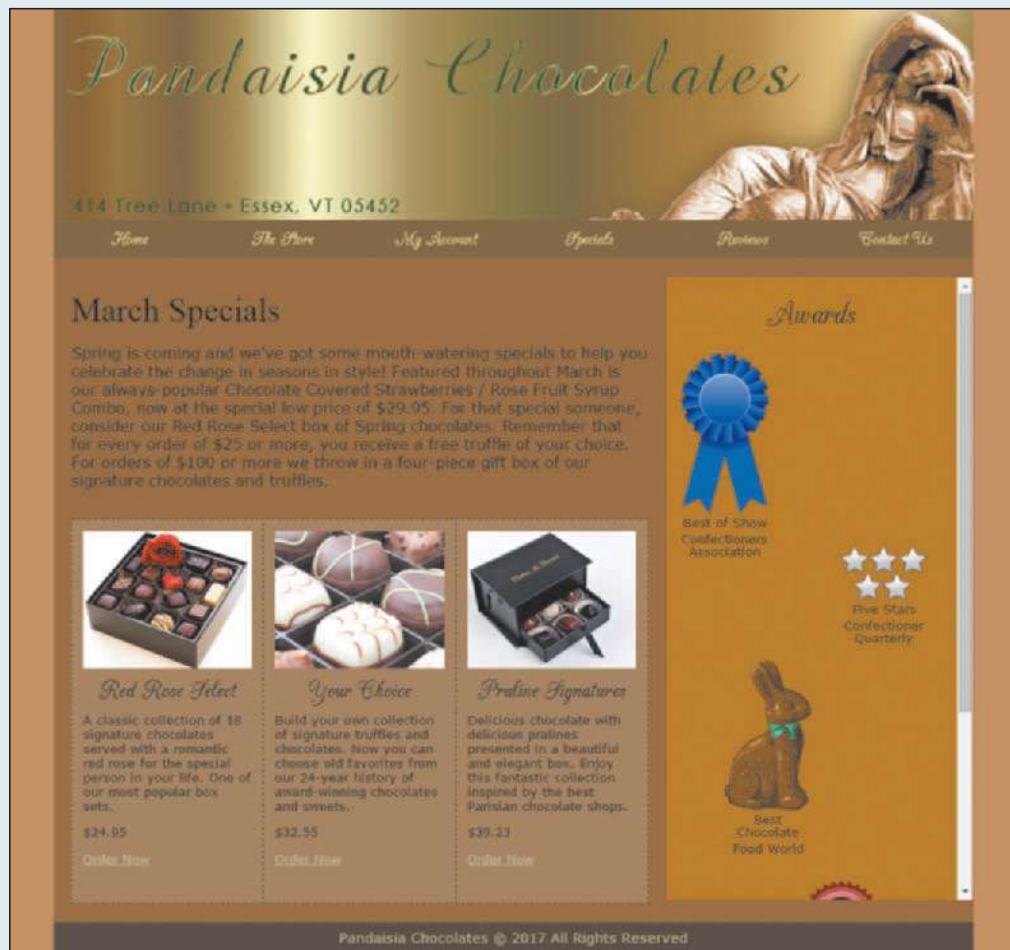 Pandaisia Chocolates
414 Tree Lane • Essex, VT 05452
Home The Store My Account Specials Reviews Contact Us
March Specials
Spring is coming and we've got some mouth-watering specials to help you
celebrate the change in seasons in style! Featured throughout March is
our always-popular Chocolate Covered Strawberries / Rose Fruit Syrup
Combo, now at the special low price of $29.95. For that special someone,
consider our Red Rose Select box of Spring chocolates. Remember that
for every order of $25 or more, you receive a free truffle of your choice.
For orders of $100 or more we throw in a four-piece gift box of our
signature chocolates and truffles.
Red Rose Select
A classic collection of 18
signature chocolates
served with a romantic
red rose for the special
person in your life. One of
our most popular box
sets.
$24.05
Order Now
Your Choice
Build your own collection
of signature truffles and
chocolates. Now you can
choose old favorites from
our 24-year history of
award-winning chocolates
and sweets.
$32.55
Order Now
Praline Signatures
Delicious chocolate with
delicious pralines
presented in a beautiful
and elegant box. Enjoy
this fantastic collection
inspired by the best
Parisian chocolate shops.
$39.23
Order Now
Awards
Best of Show
Confectioners
Association
Five Stars
Confectioner
Quarterly
Best
Chocolate
Food World
Pandaisia Chocolates © 2017 All Rights Reserved